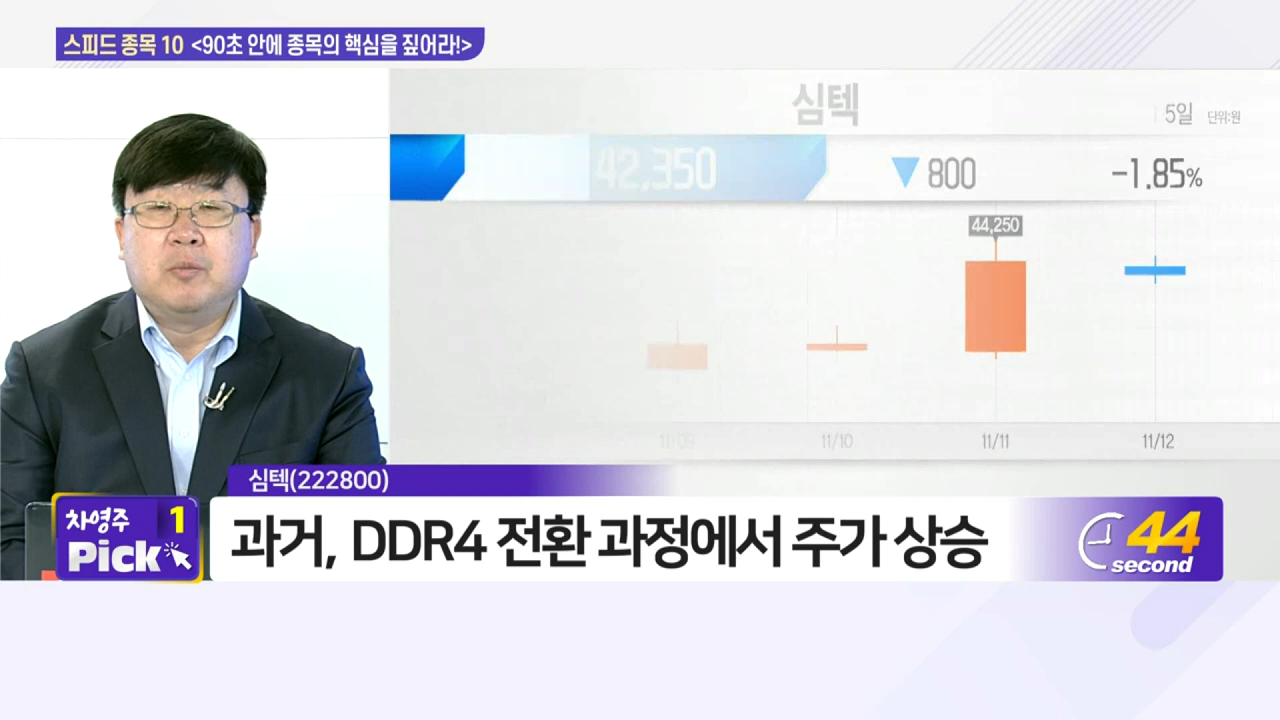 스피드 종목 10 <90초 안에 종목의 핵심을 짚어라!>
심텍
5일 단위:원
42,350 ▼800 -1.85%
44,250
11/09 11/10 11/11 11/12
심텍(222800)
차영주 1
Pick
과거, DDR4 전환 과정에서 주가 상승
44
second